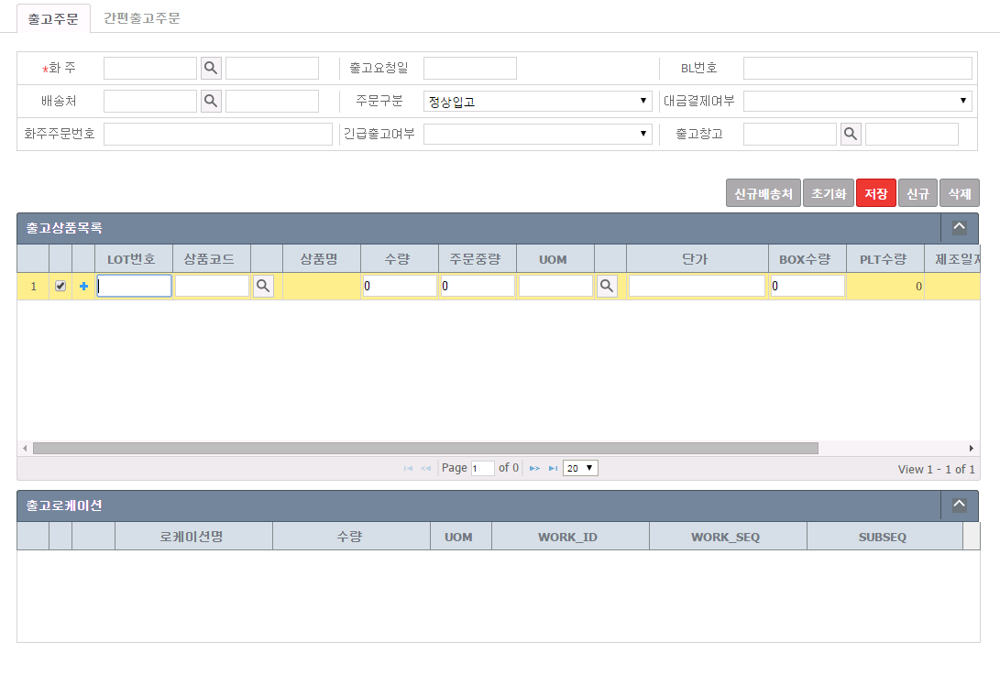 출고주문 간편출고주문
*화 주 출고요청일 BL번호
배송처 주문구분 정상입고 대금결제여부
화주주문번호 긴급출고여부 출고창고
신규배송처 초기화 저장 신규 삭제
출고상품목록
LOT번호 상품코드 상품명 수량 주문중량 UOM 단가 BOX수량 PLT수량 제조일자
1 0 0 0 0
Page 1 of 0 20 View 1 - 1 of 1
출고로케이션
로케이션명 수량 UOM WORK_ID WORK_SEQ SUBSEQ